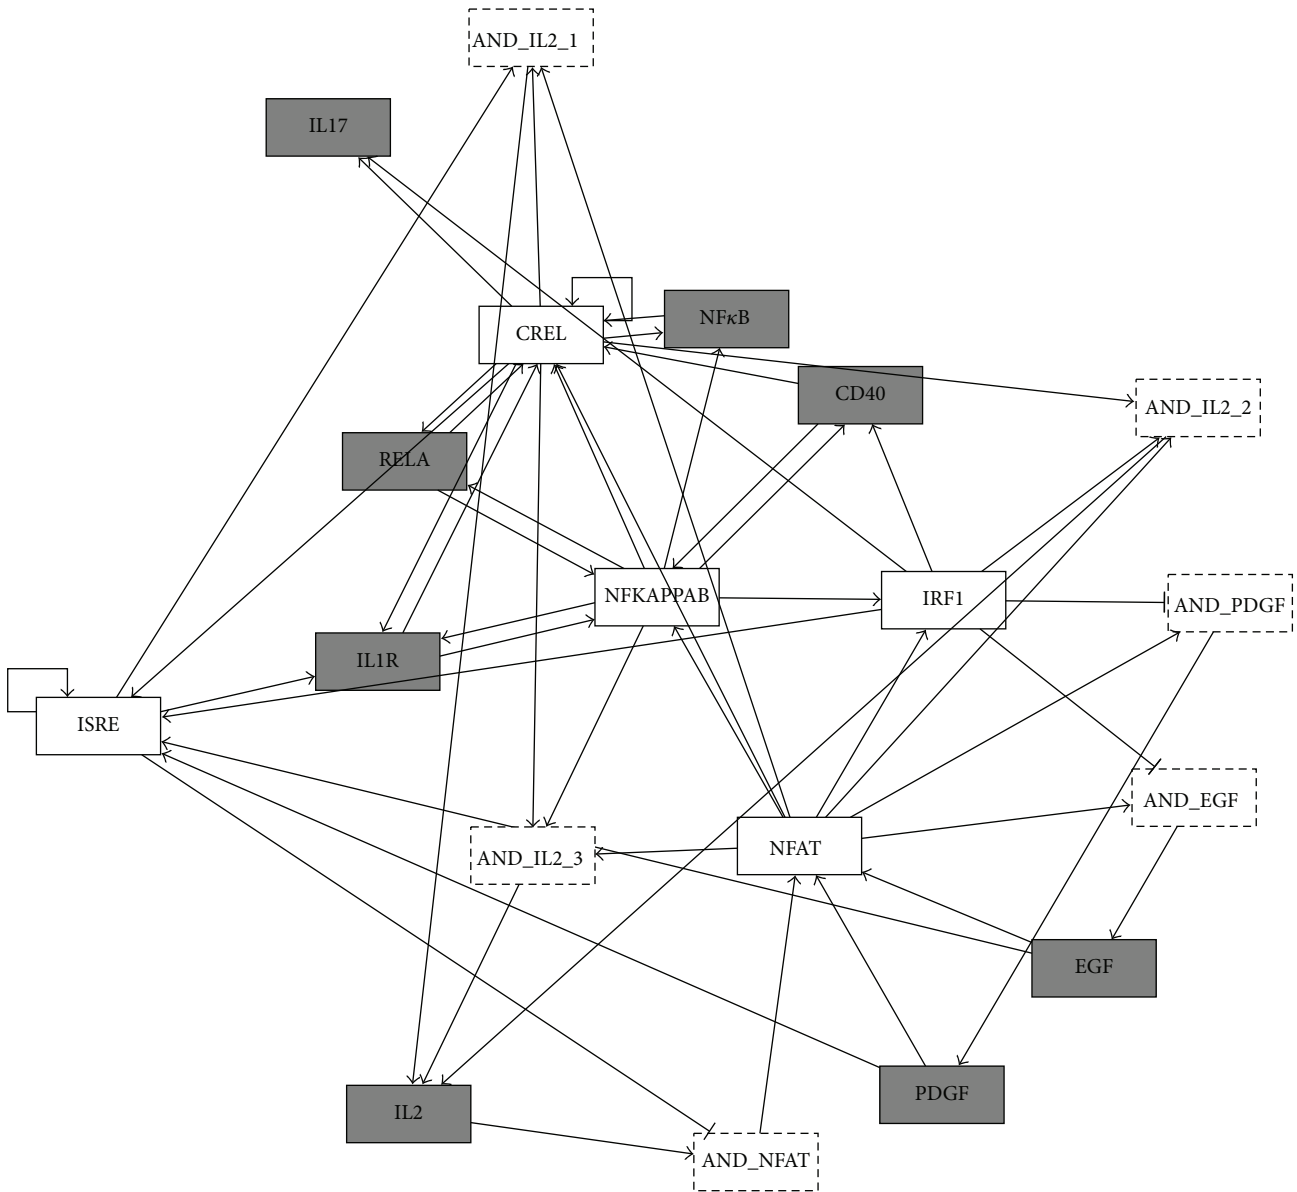 AND_IL2_1
IL17
NFκB
CREL
CD40
AND_IL2_2
RELA
NFKAPPAB
IRF1
AND_PDGF
IL1R
ISRE
AND_EGF
NFAT
AND_IL2_3
EGF
PDGF
IL2
AND_NFAT